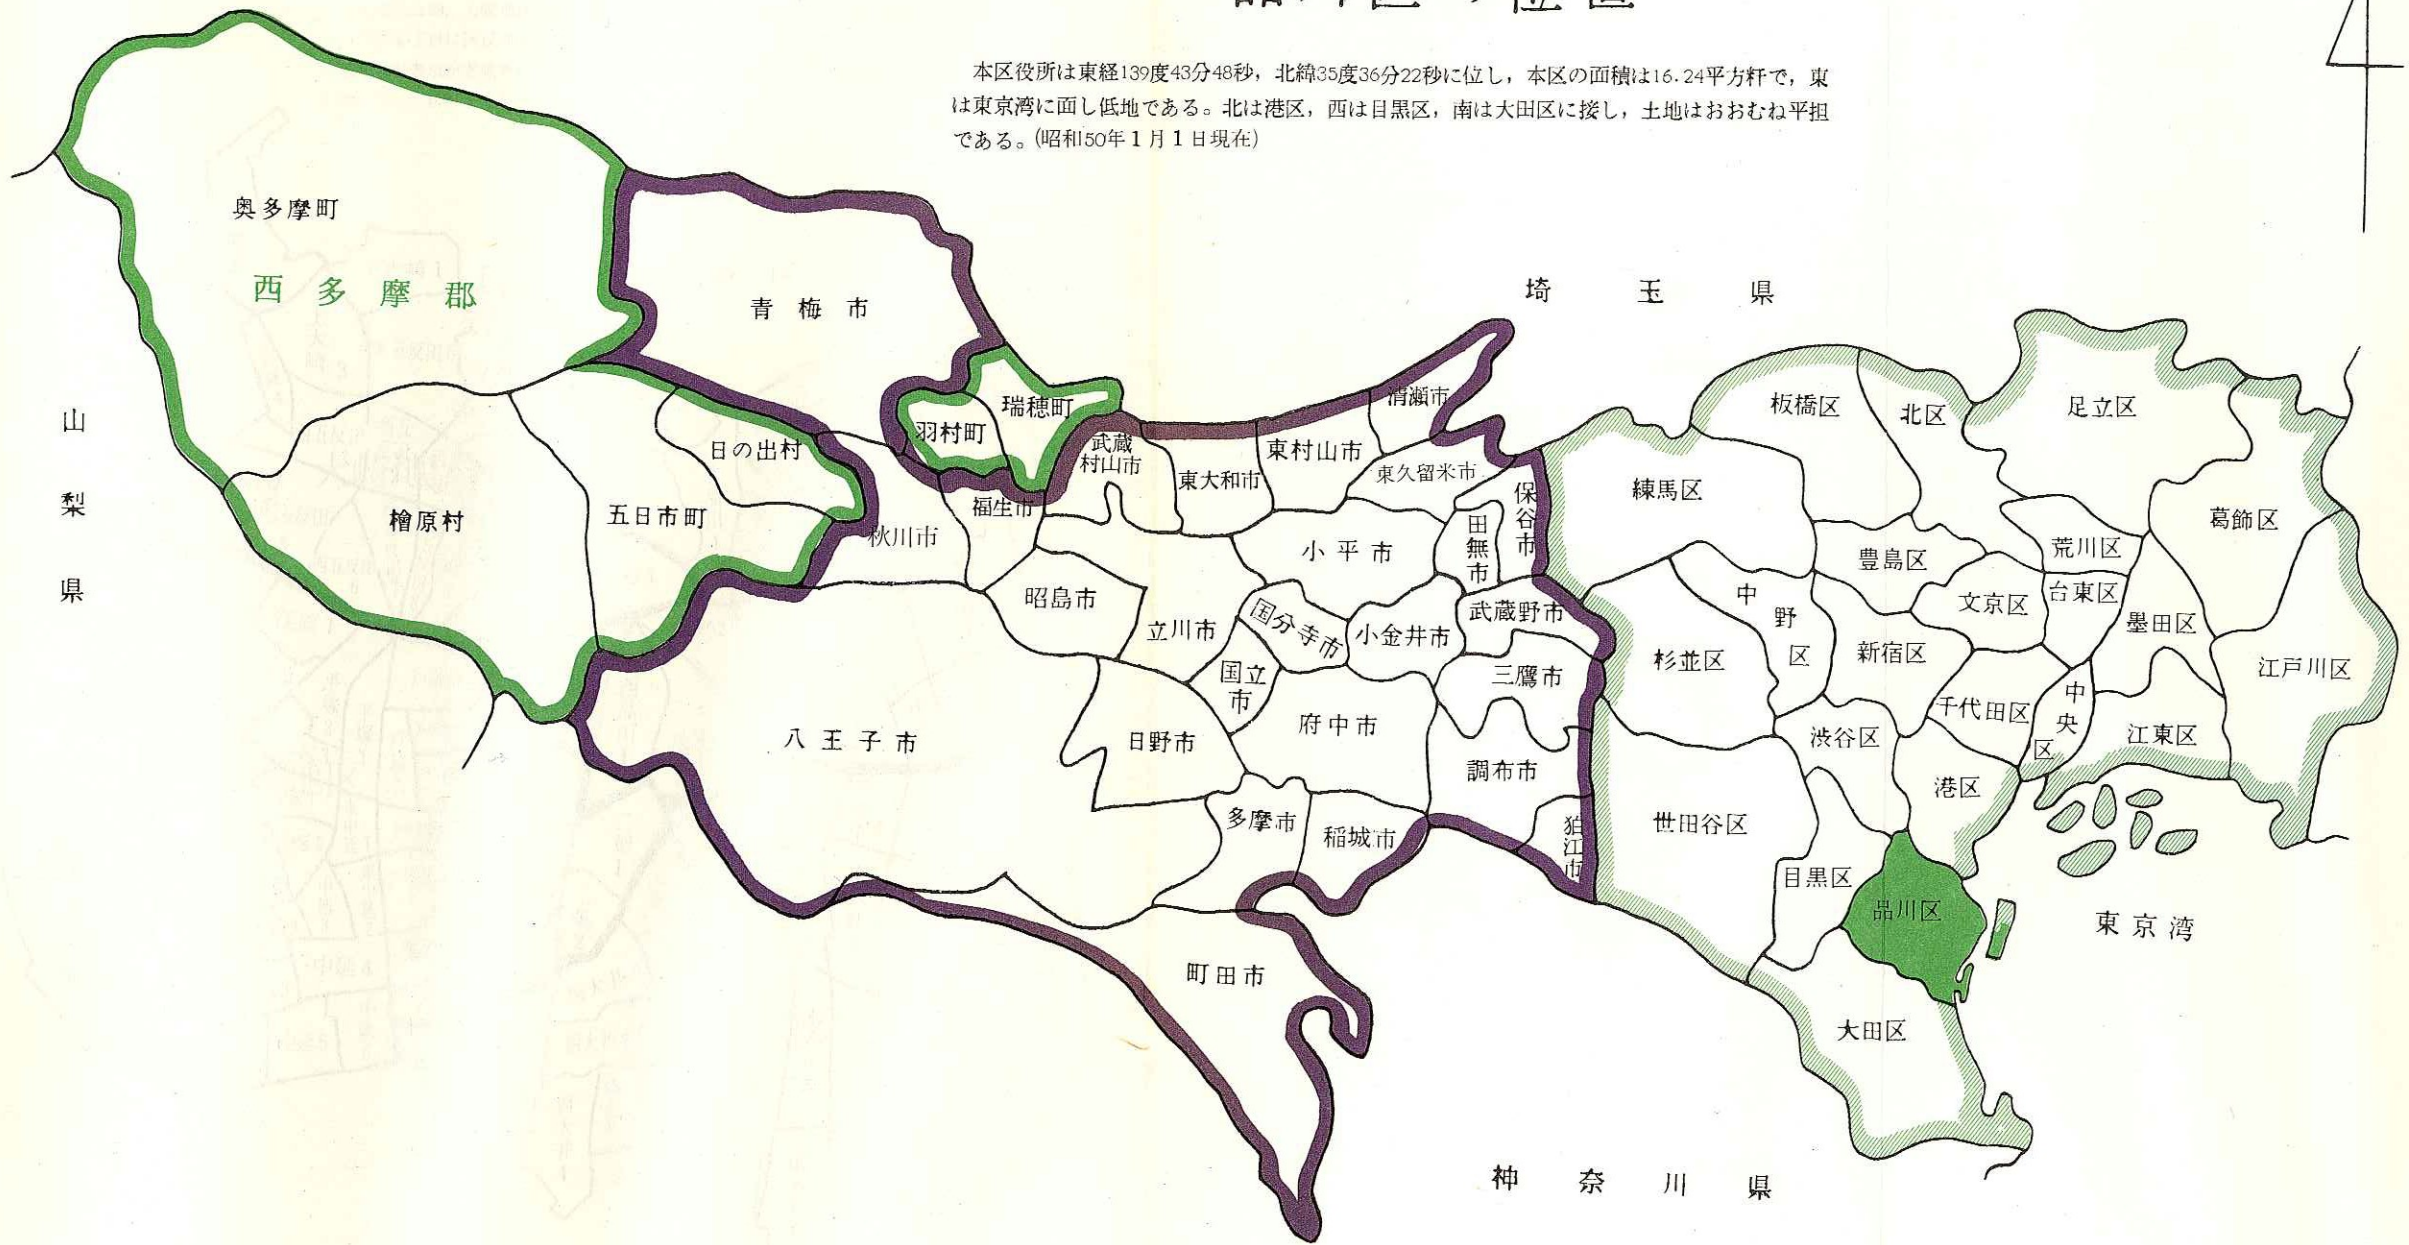 品川区の位置
本区役所は東経139度43分48秒，北緯35度36分22秒に位し，本区の面積は16.24平方粁で，東
は東京湾に面し低地である。北は港区，西は目黒区，南は大田区に接し，土地はおおむね平担
である。(昭和50年1月1日現在)
奥多摩町
西多摩郡
青梅市
埼玉県
山梨県
瑞穂町
羽村町
日の出村
檜原村
五日市町
秋川市
福生市
武蔵
村山市
東大和市
東村山市
清瀬市
東久留米市
保谷市
田無市
小平市
昭島市
立川市
国分寺市
小金井市
武蔵野市
三鷹市
国立
市
府中市
日野市
八王子市
調布市
狛江市
多摩市
稲城市
町田市
板橋区
北区
足立区
練馬区
葛飾区
荒川区
豊島区
文京区
台東区
墨田区
中野区
杉並区
新宿区
江戸川区
千代田区
中央区
江東区
渋谷区
港区
世田谷区
目黒区
品川区
東京湾
大田区
神奈川県